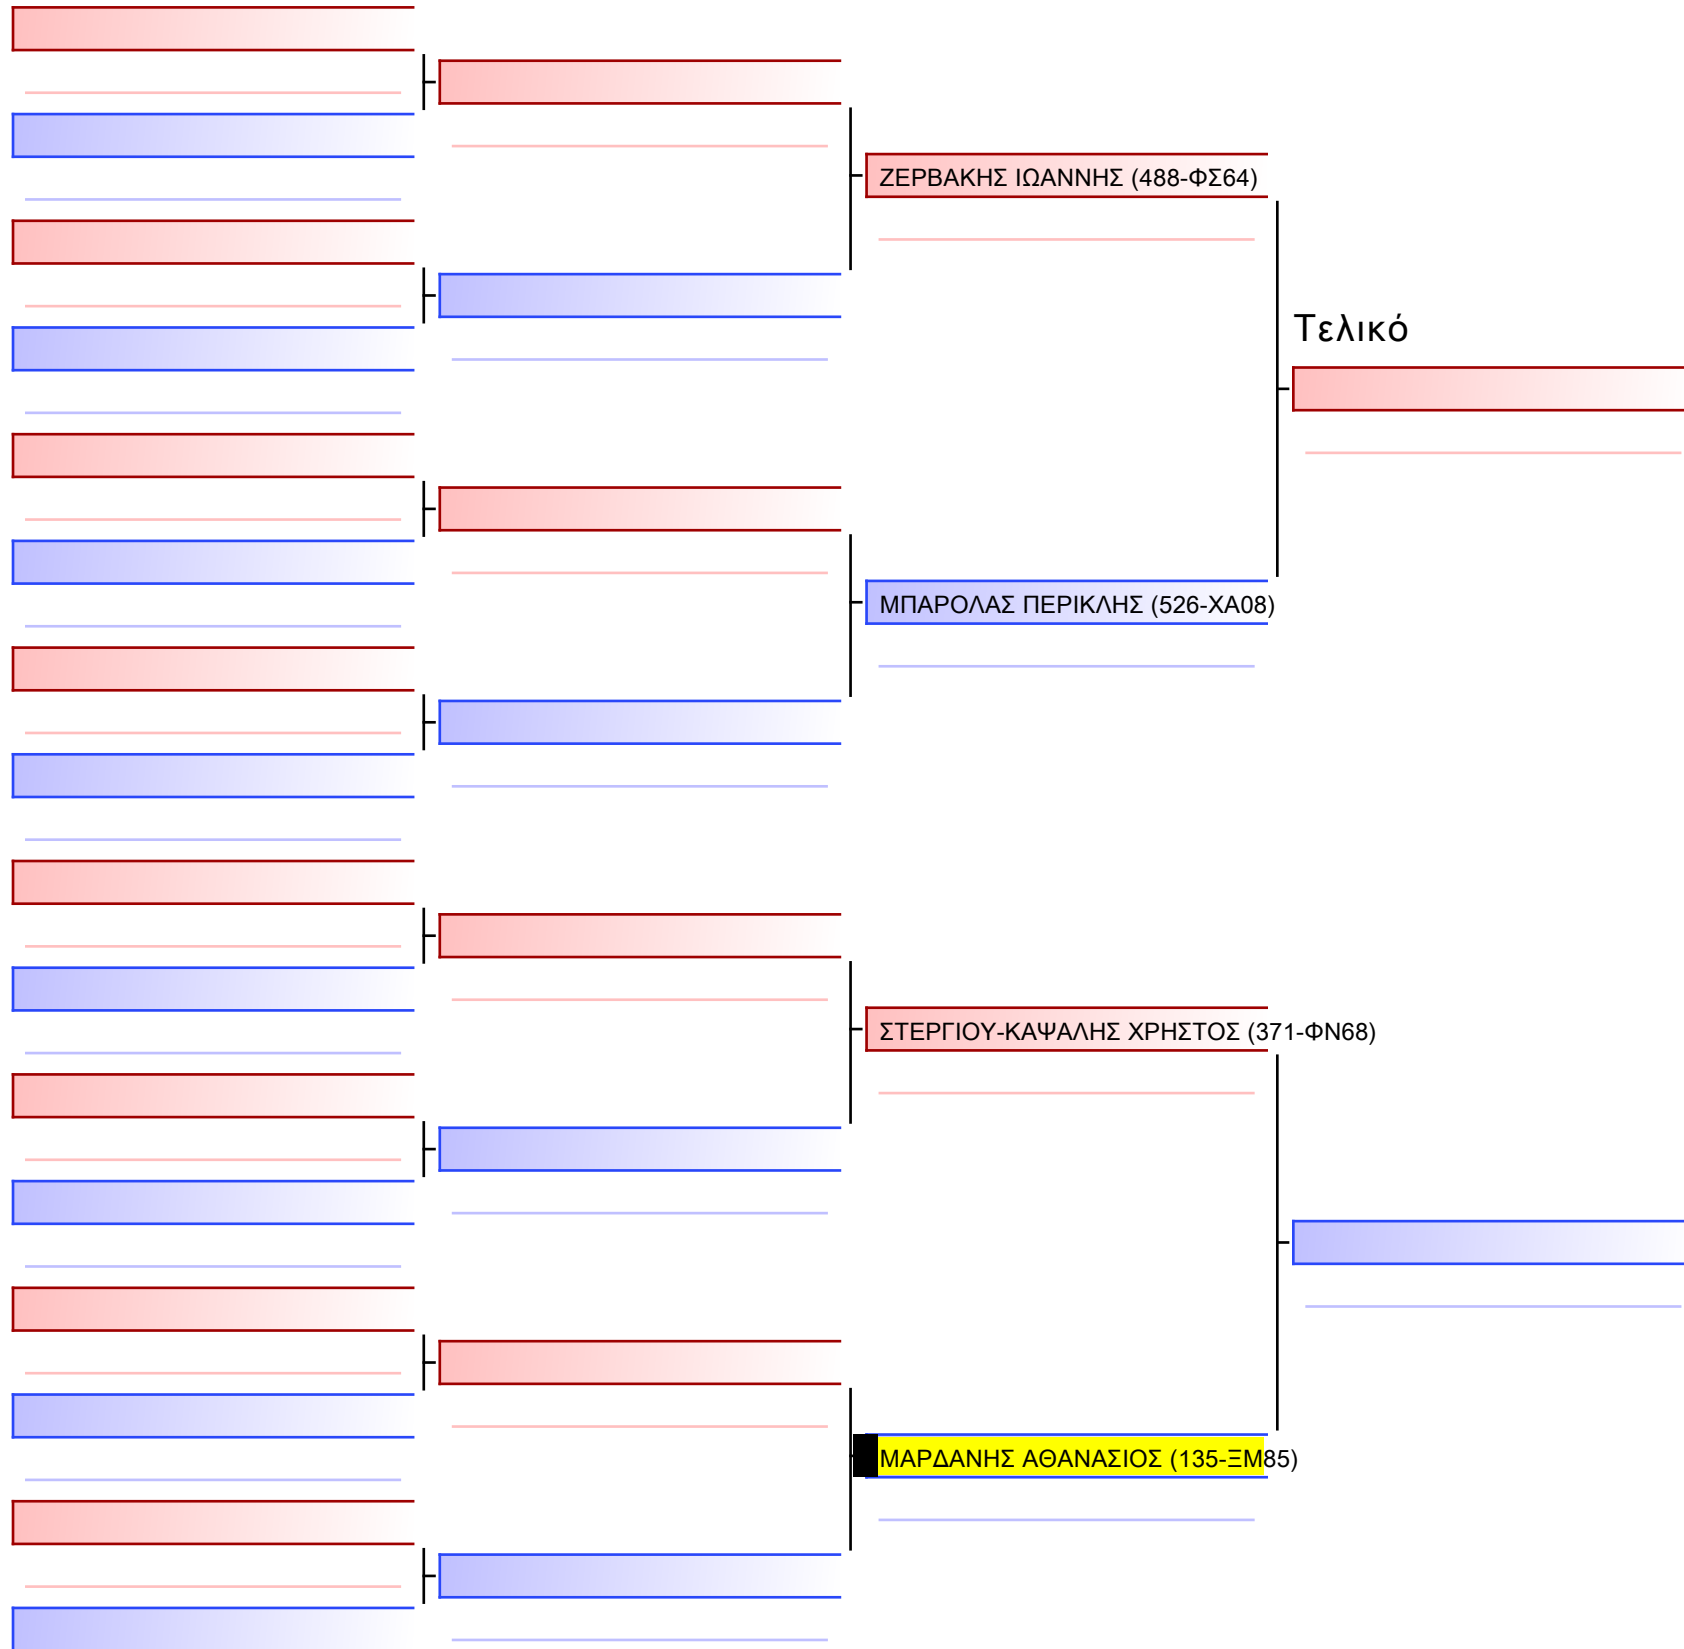 ΖΕΡΒΑΚΗΣ ΙΩΑΝΝΗΣ (488-ΦΣ64)
Τελικό
ΜΠΑΡΟΛΑΣ ΠΕΡΙΚΛΗΣ (526-ΧΑ08)
ΣΤΕΡΓΙΟΥ-ΚΑΨΑΛΗΣ ΧΡΗΣΤΟΣ (371-ΦΝ68)
ΜΑΡΔΑΝΗΣ ΑΘΑΝΑΣΙΟΣ (135-ΞΜ85)